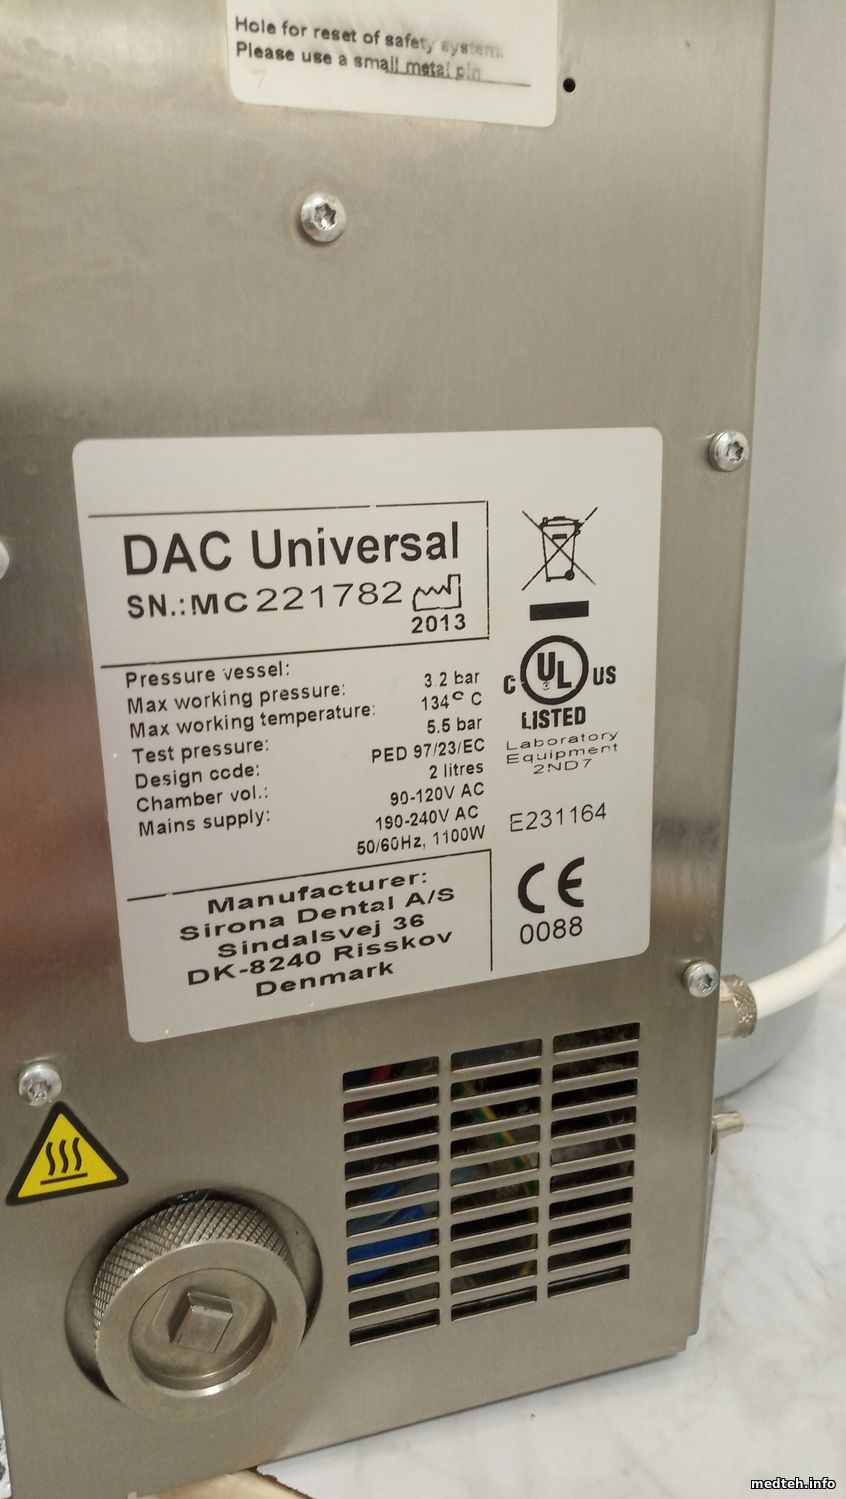 Hole for reset of safety system.
Please use a small metal pin
DAC Universal
SN.:MC221782
2013
Pressure vessel:
Max working pressure: 3.2 bar
Max working temperature: 134° C
Test pressure: 5.5 bar
Design code: PED 97/23/EC
Chamber vol.: 2 litres
Mains supply: 90-120V AC
190-240V AC
50/60Hz, 1100W
Manufacturer:
Sirona Dental A/S
Sindalsvej 36
DK-8240 Risskov
Denmark
C UL US
LISTED
Laboratory
Equipment
2ND7
E231164
CE
0088
medteh.info